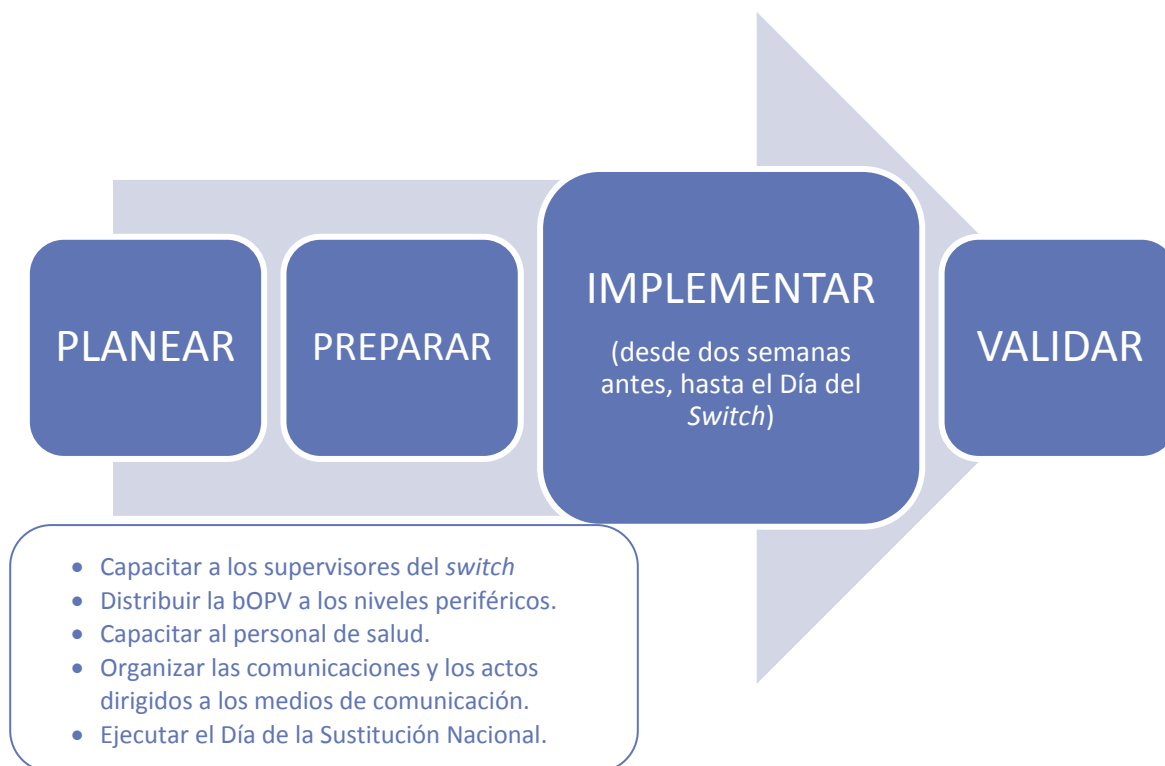 PLANEAR
PREPARAR
IMPLEMENTAR
(desde dos semanas
antes, hasta el Día del
Switch)
VALIDAR
• Capacitar a los supervisores del switch
• Distribuir la bOPV a los niveles periféricos.
• Capacitar al personal de salud.
• Organizar las comunicaciones y los actos
dirigidos a los medios de comunicación.
• Ejecutar el Día de la Sustitución Nacional.